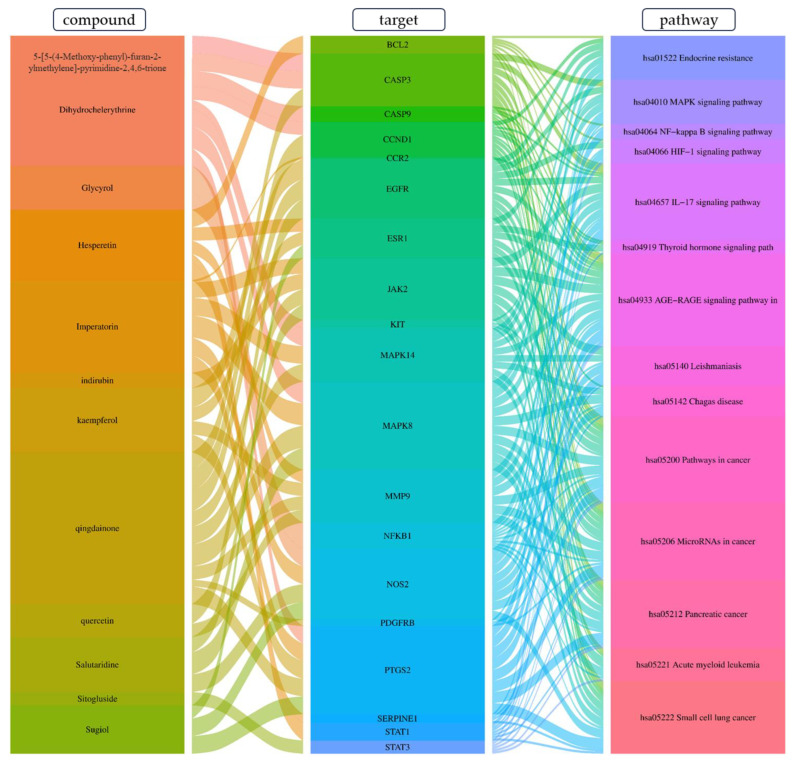 compound
target
pathway
5-[5-(4-Methoxy-phenyl)-furan-2-
ylmethylene]-pyrimidine-2,4,6-trione
Dihydrochelerythrine
Glycyrol
Hesperetin
Imperatorin
indirubin
kaempferol
qingdainone
quercetin
Salutaridine
Sitogluside
Sugiol
BCL2
CASP3
CASP9
CCND1
CCR2
EGFR
ESR1
JAK2
KIT
MAPK14
MAPK8
MMP9
NFKB1
NOS2
PDGFRB
PTGS2
SERPINE1
STAT1
STAT3
hsa01522 Endocrine resistance
hsa04010 MAPK signaling pathway
hsa04064 NF−kappa B signaling pathway
hsa04066 HIF−1 signaling pathway
hsa04657 IL−17 signaling pathway
hsa04919 Thyroid hormone signaling path
hsa04933 AGE−RAGE signaling pathway in
hsa05140 Leishmaniasis
hsa05142 Chagas disease
hsa05200 Pathways in cancer
hsa05206 MicroRNAs in cancer
hsa05212 Pancreatic cancer
hsa05221 Acute myeloid leukemia
hsa05222 Small cell lung cancer